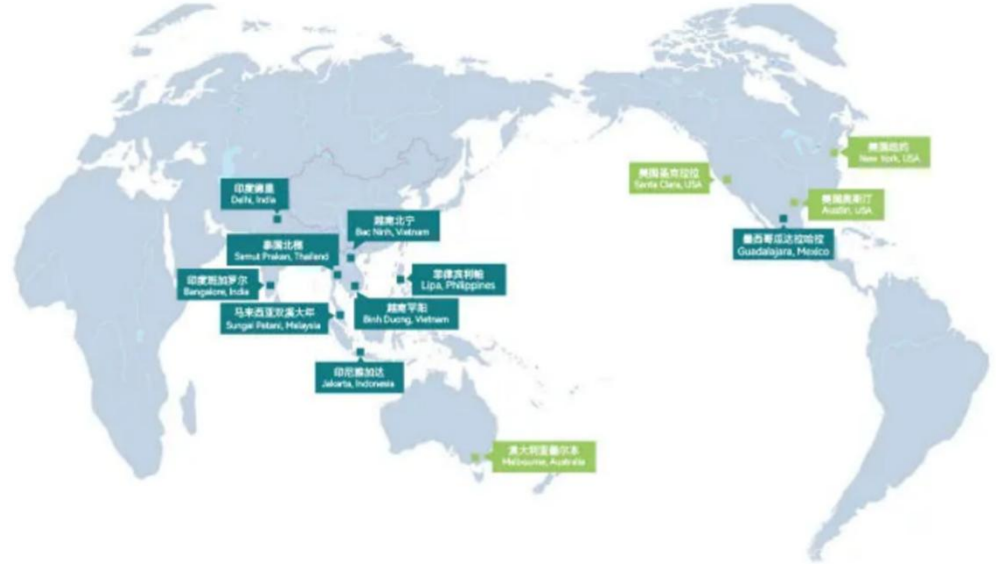 美国纽约
New York, USA
美国圣克拉拉
Santa Clara, USA
印度德里
Delhi, India
美国奥斯汀
Austin, USA
越南北宁
Bac Ninh, Vietnam
墨西哥瓜达拉哈拉
Guadalajara, Mexico
泰国北榄
Samut Prakan, Thailand
菲律宾利帕
Lipa, Philippines
印度班加罗尔
Bangalore, India
越南平阳
Binh Duong, Vietnam
马来西亚双溪大年
Sungai Petani, Malaysia
印尼雅加达
Jakarta, Indonesia
澳大利亚墨尔本
Melbourne, Australia